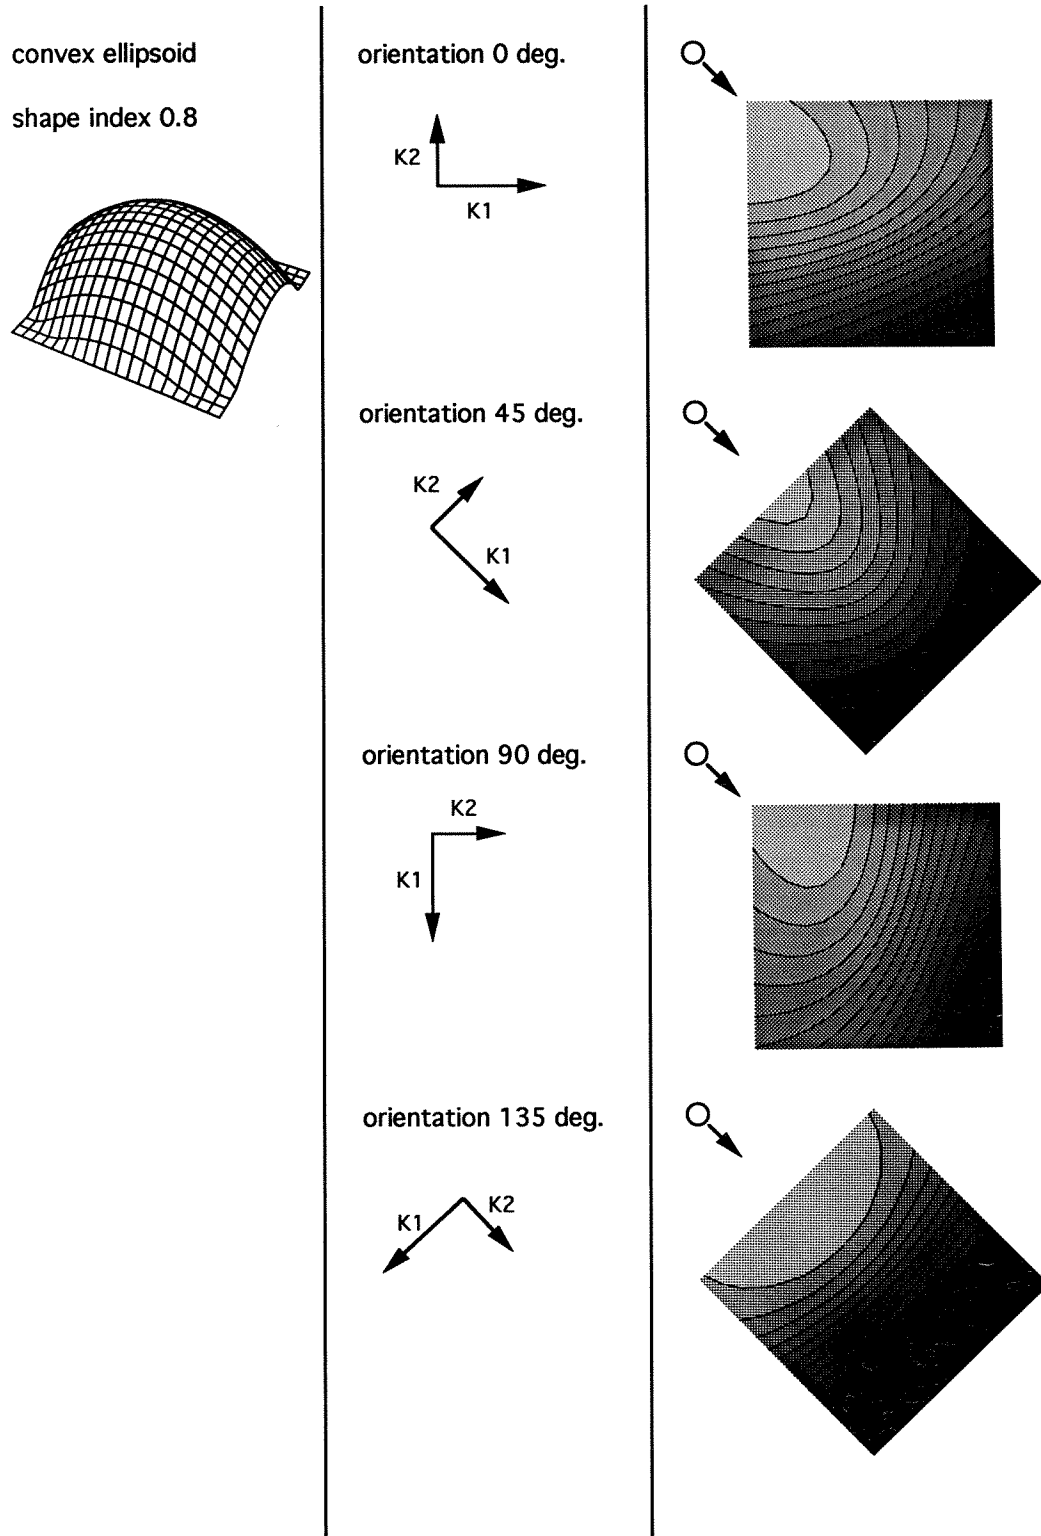 convex ellipsoid
shape index 0.8
orientation 0 deg.
K2
K1
orientation 45 deg.
K2
K1
orientation 90 deg.
K2
K1
orientation 135 deg.
K1
K2